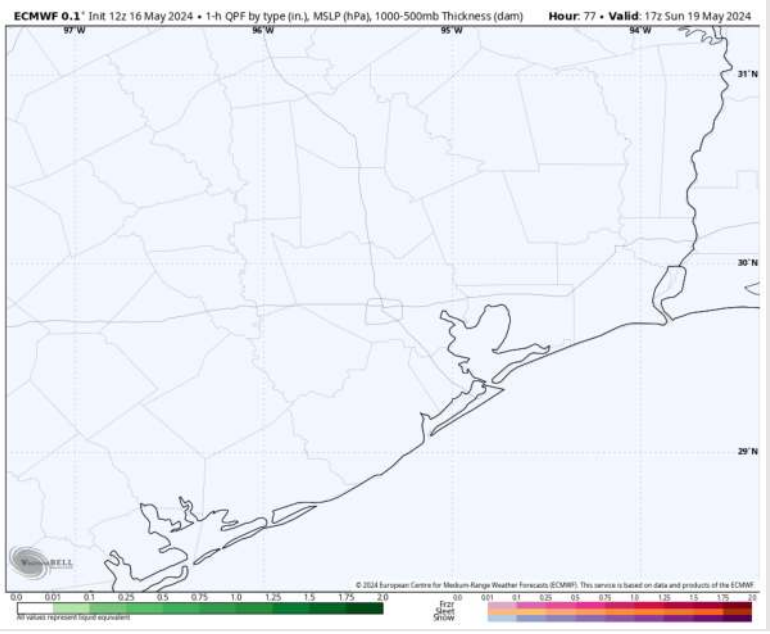 ECMWF 0.1° Init 12z 16 May 2024 • 1-h QPF by type (in.), MSLP (hPa), 1000-500mb Thickness (dam) Hour: 77 • Valid: 17z Sun 19 May 2024
97°W 96°W 95°W 94°W
31°N
30°N
29°N
WeatherBELL
© 2024 European Centre for Medium-Range Weather Forecasts (ECMWF). This service is based on data and products of the ECMWF
0.0 0.01 0.1 0.25 0.5 0.75 1.0 1.25 1.5 1.75 2.0 0.0 0.01 0.1 0.25 0.5 0.75 1.0 1.25 1.5 1.75 2.0
Frzr
Sleet
Snow
All values represent liquid equivalent